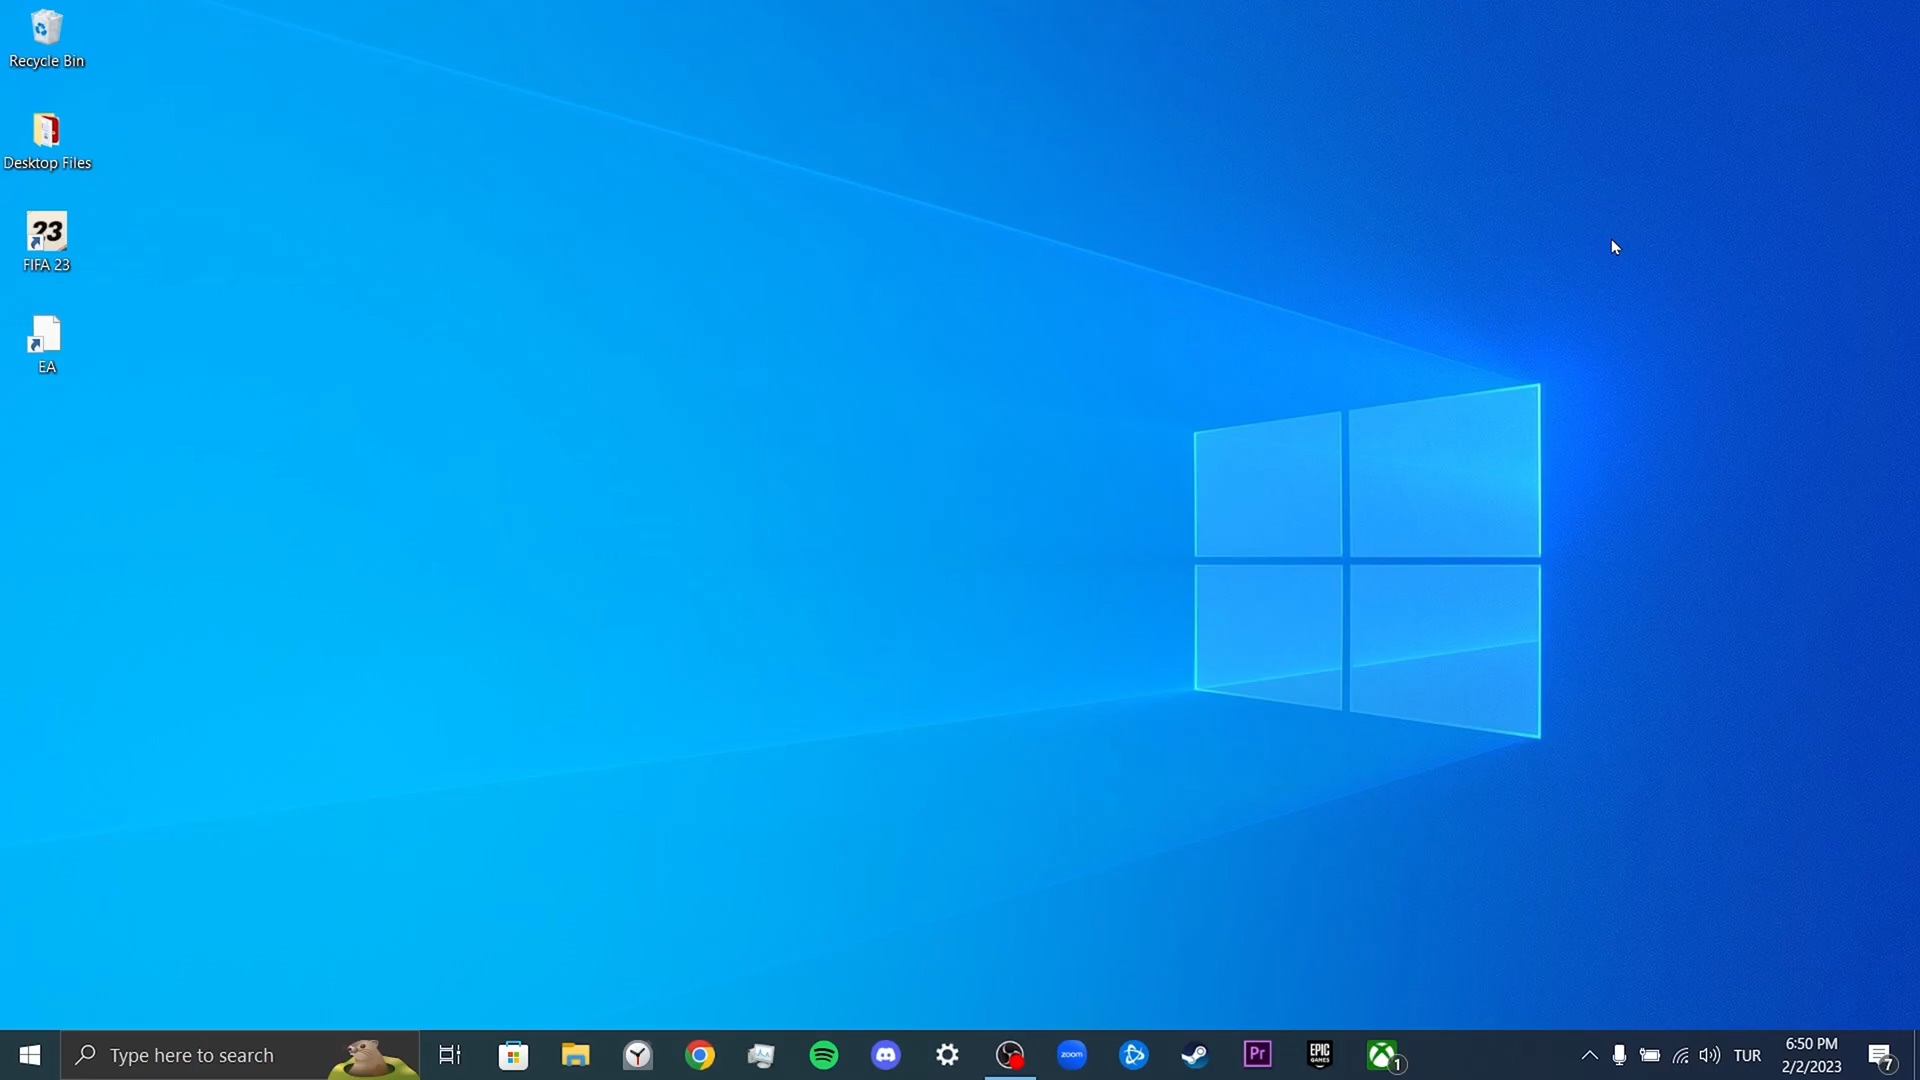 Recycle Bin
Desktop Files
23
FIFA 23
EA
Type here to search
zoom
Pr
EPIC
GAMES
1
TUR
6:50 PM
2/2/2023
7